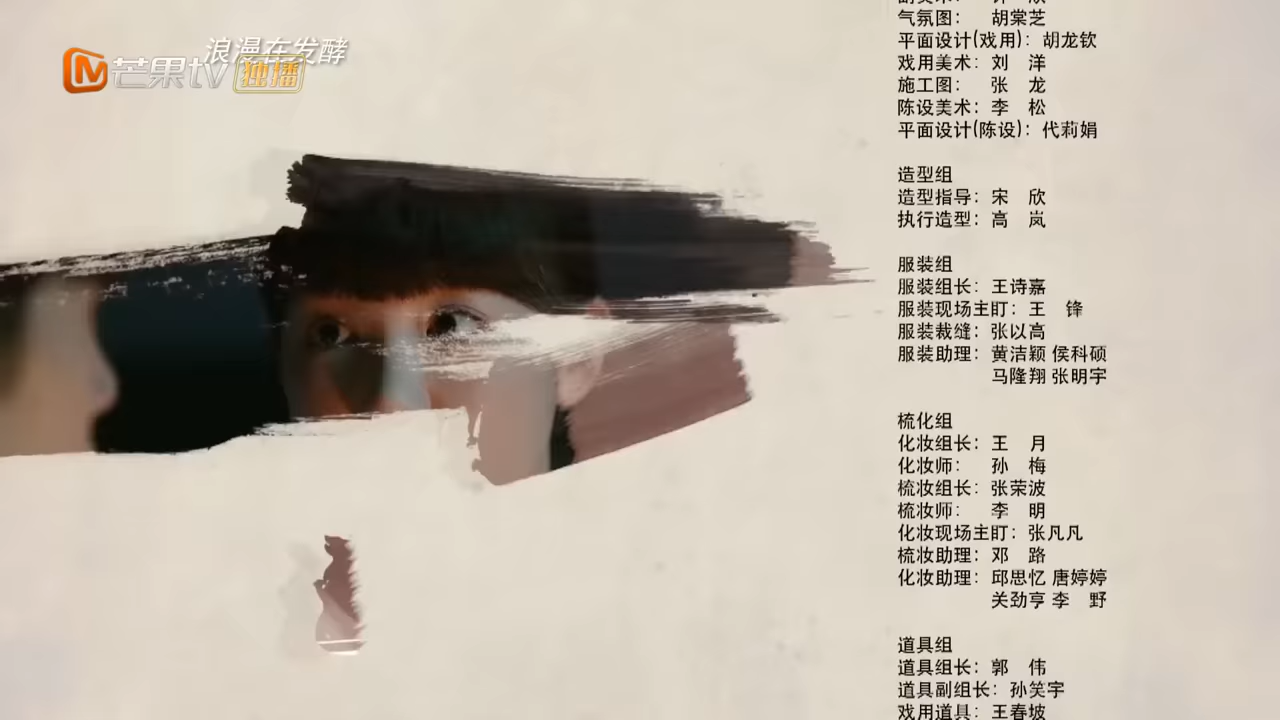 浪漫在发酵
芒果tv 独播
气氛图： 胡棠芝
平面设计(戏用)：胡龙钦
戏用美术：刘 洋
施工图： 张 龙
陈设美术：李 松
平面设计(陈设)：代莉娟
造型组
造型指导：宋 欣
执行造型：高 岚
服装组
服装组长：王诗嘉
服装现场主盯：王 锋
服装裁缝：张以高
服装助理：黄洁颖 侯科硕
马隆翔 张明宇
梳化组
化妆组长：王 月
化妆师： 孙 梅
梳妆组长：张荣波
梳妆师： 李 明
化妆现场主盯：张凡凡
梳妆助理：邓 路
化妆助理：邱思忆 唐婷婷
关劲亨 李 野
道具组
道具组长：郭 伟
道具副组长：孙笑宇
戏用道具：王春坡